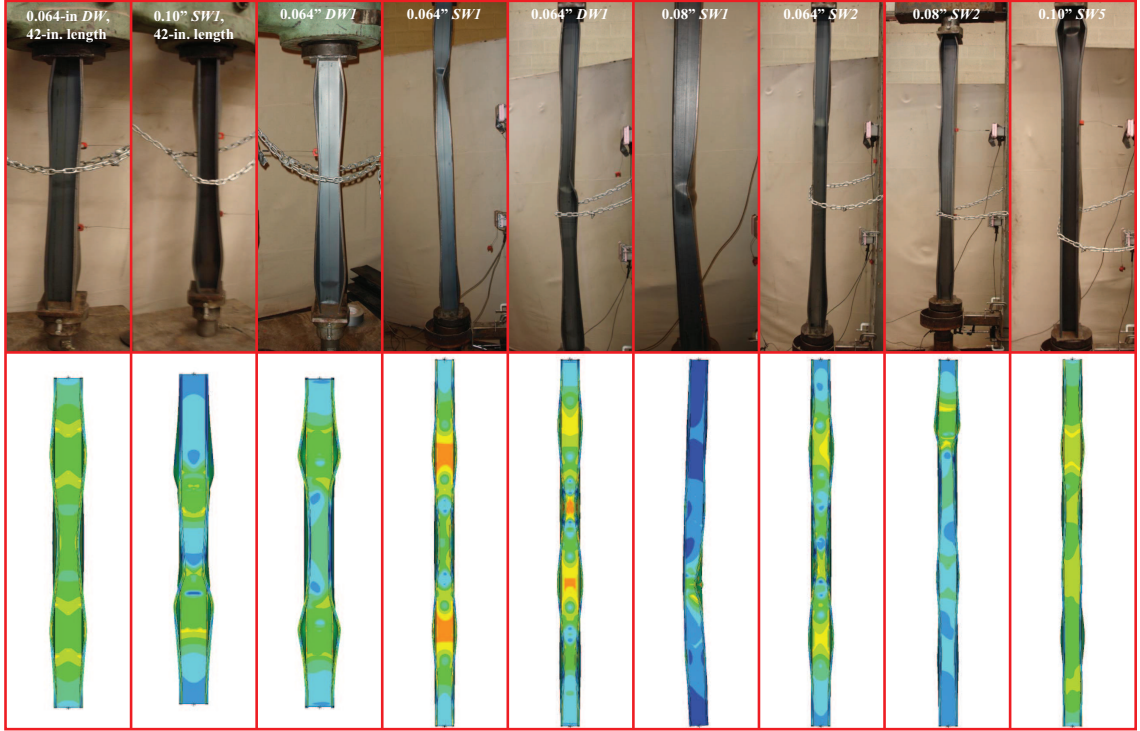 0.064-in DW,
42-in. length
0.10” SW1,
42-in. length
0.064” DW1
0.064” SW1
0.064” DW1
0.08” SW1
0.064” SW2
0.08” SW2
0.10” SW5